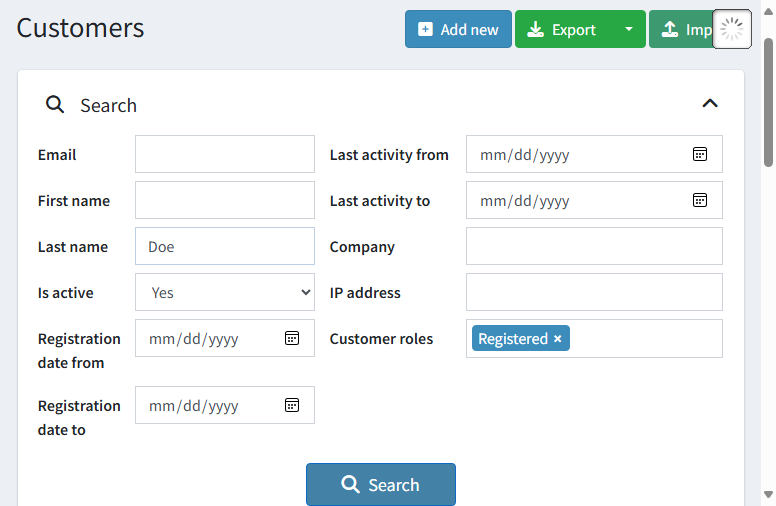 Customers
Add new
Export
Imp
Search
Email
Last activity from
mm/dd/yyyy
First name
Last activity to
mm/dd/yyyy
Last name
Doe
Company
Is active
Yes
IP address
Registration date from
mm/dd/yyyy
Customer roles
Registered ×
Registration date to
mm/dd/yyyy
Search